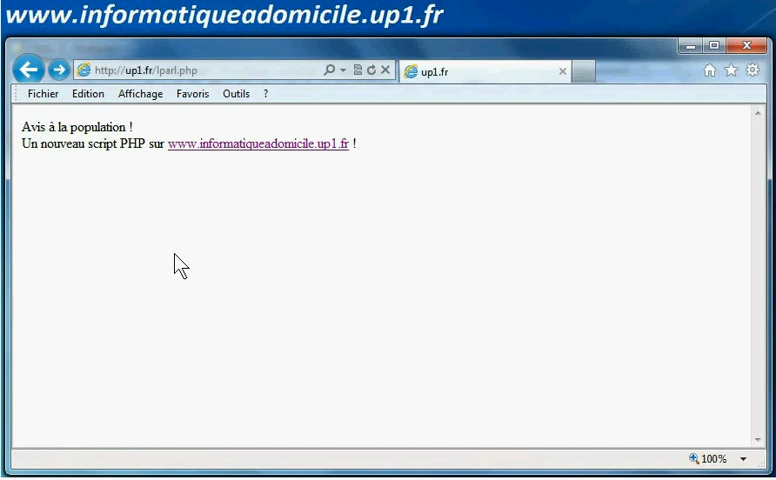 www.informatiqueadomicile.up1.fr
http://up1.fr/lparl.php
up1.fr
Fichier Edition Affichage Favoris Outils ?
Avis à la population !
Un nouveau script PHP sur www.informatiqueadomicile.up1.fr !
100%